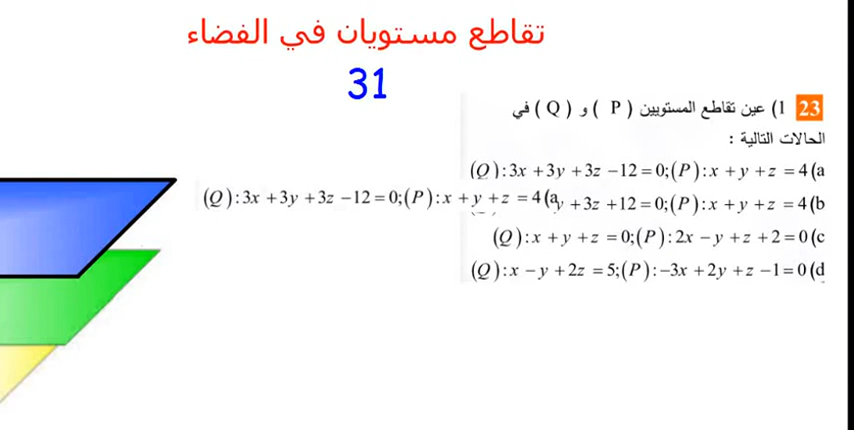 تقاطع مستويان في الفضاء
31
23 1) عين تقاطع المستويين ( P ) و ( Q ) في
الحالات التالية :
(Q):3x+3y+3z−12=0;(P):x+y+z=4(a
(Q):3x+3y+3z−12=0;(P):x+y+z=4(a
y+3z+12=0;(P):x+y+z=4(b
(Q):x+y+z=0;(P):2x−y+z+2=0(c
(Q):x−y+2z=5;(P):−3x+2y+z−1=0(d